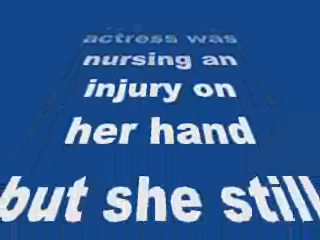 actress was
nursing an
injury on
her hand
but she still